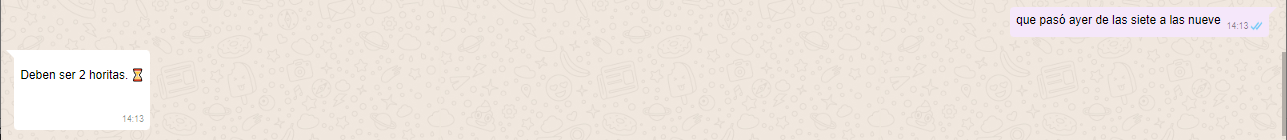 que pasó ayer de las siete a las nueve 14:13
Deben ser 2 horitas. ⏳
14:13